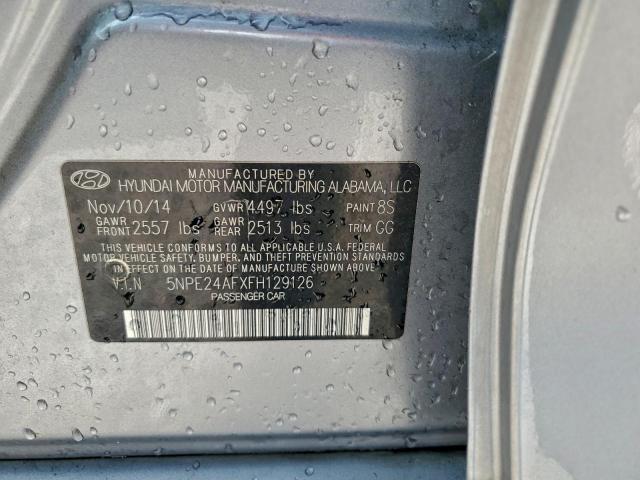 MANUFACTURED BY
HYUNDAI MOTOR MANUFACTURING ALABAMA, LLC
Nov/10/14 GVWR 4497 lbs PAINT 8S
GAWR FRONT 2557 lbs GAWR REAR 2513 lbs TRIM GG
THIS VEHICLE CONFORMS TO ALL APPLICABLE U.S.A. FEDERAL
MOTOR VEHICLE SAFETY, BUMPER, AND THEFT PREVENTION
STANDARDS IN EFFECT ON THE DATE OF MANUFACTURE SHOWN ABOVE.
V.I.N 5NPE24AFXFH129126
PASSENGER CAR